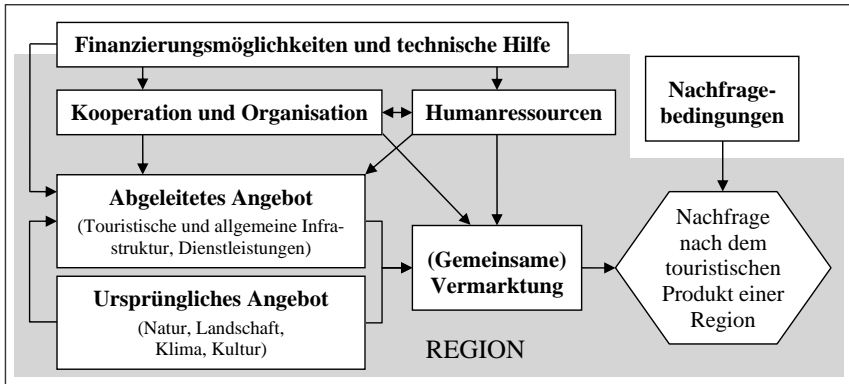 Finanzierungsmöglichkeiten und technische Hilfe
Kooperation und Organisation
Humanressourcen
Nachfrage-
bedingungen
Abgeleitetes Angebot
(Touristische und allgemeine Infra-
struktur, Dienstleistungen)
Ursprüngliches Angebot
(Natur, Landschaft,
Klima, Kultur)
(Gemeinsame)
Vermarktung
Nachfrage
nach dem
touristischen
Produkt einer
Region
REGION